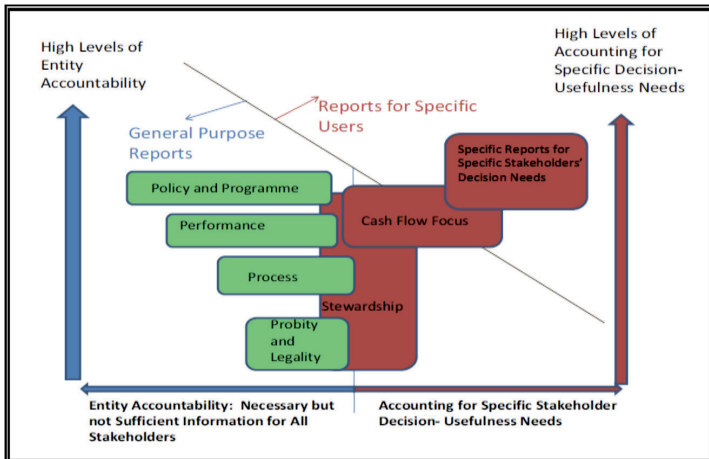 High Levels of
Entity
Accountability
High Levels of
Accounting for
Specific Decision-
Usefulness Needs
Reports for Specific
Users
General Purpose
Reports
Specific Reports for
Specific Stakeholders'
Decision Needs
Policy and Programme
Performance
Cash Flow Focus
Process
Stewardship
Probity
and
Legality
Entity Accountability: Necessary but
not Sufficient Information for All
Stakeholders
Accounting for Specific Stakeholder
Decision- Usefulness Needs